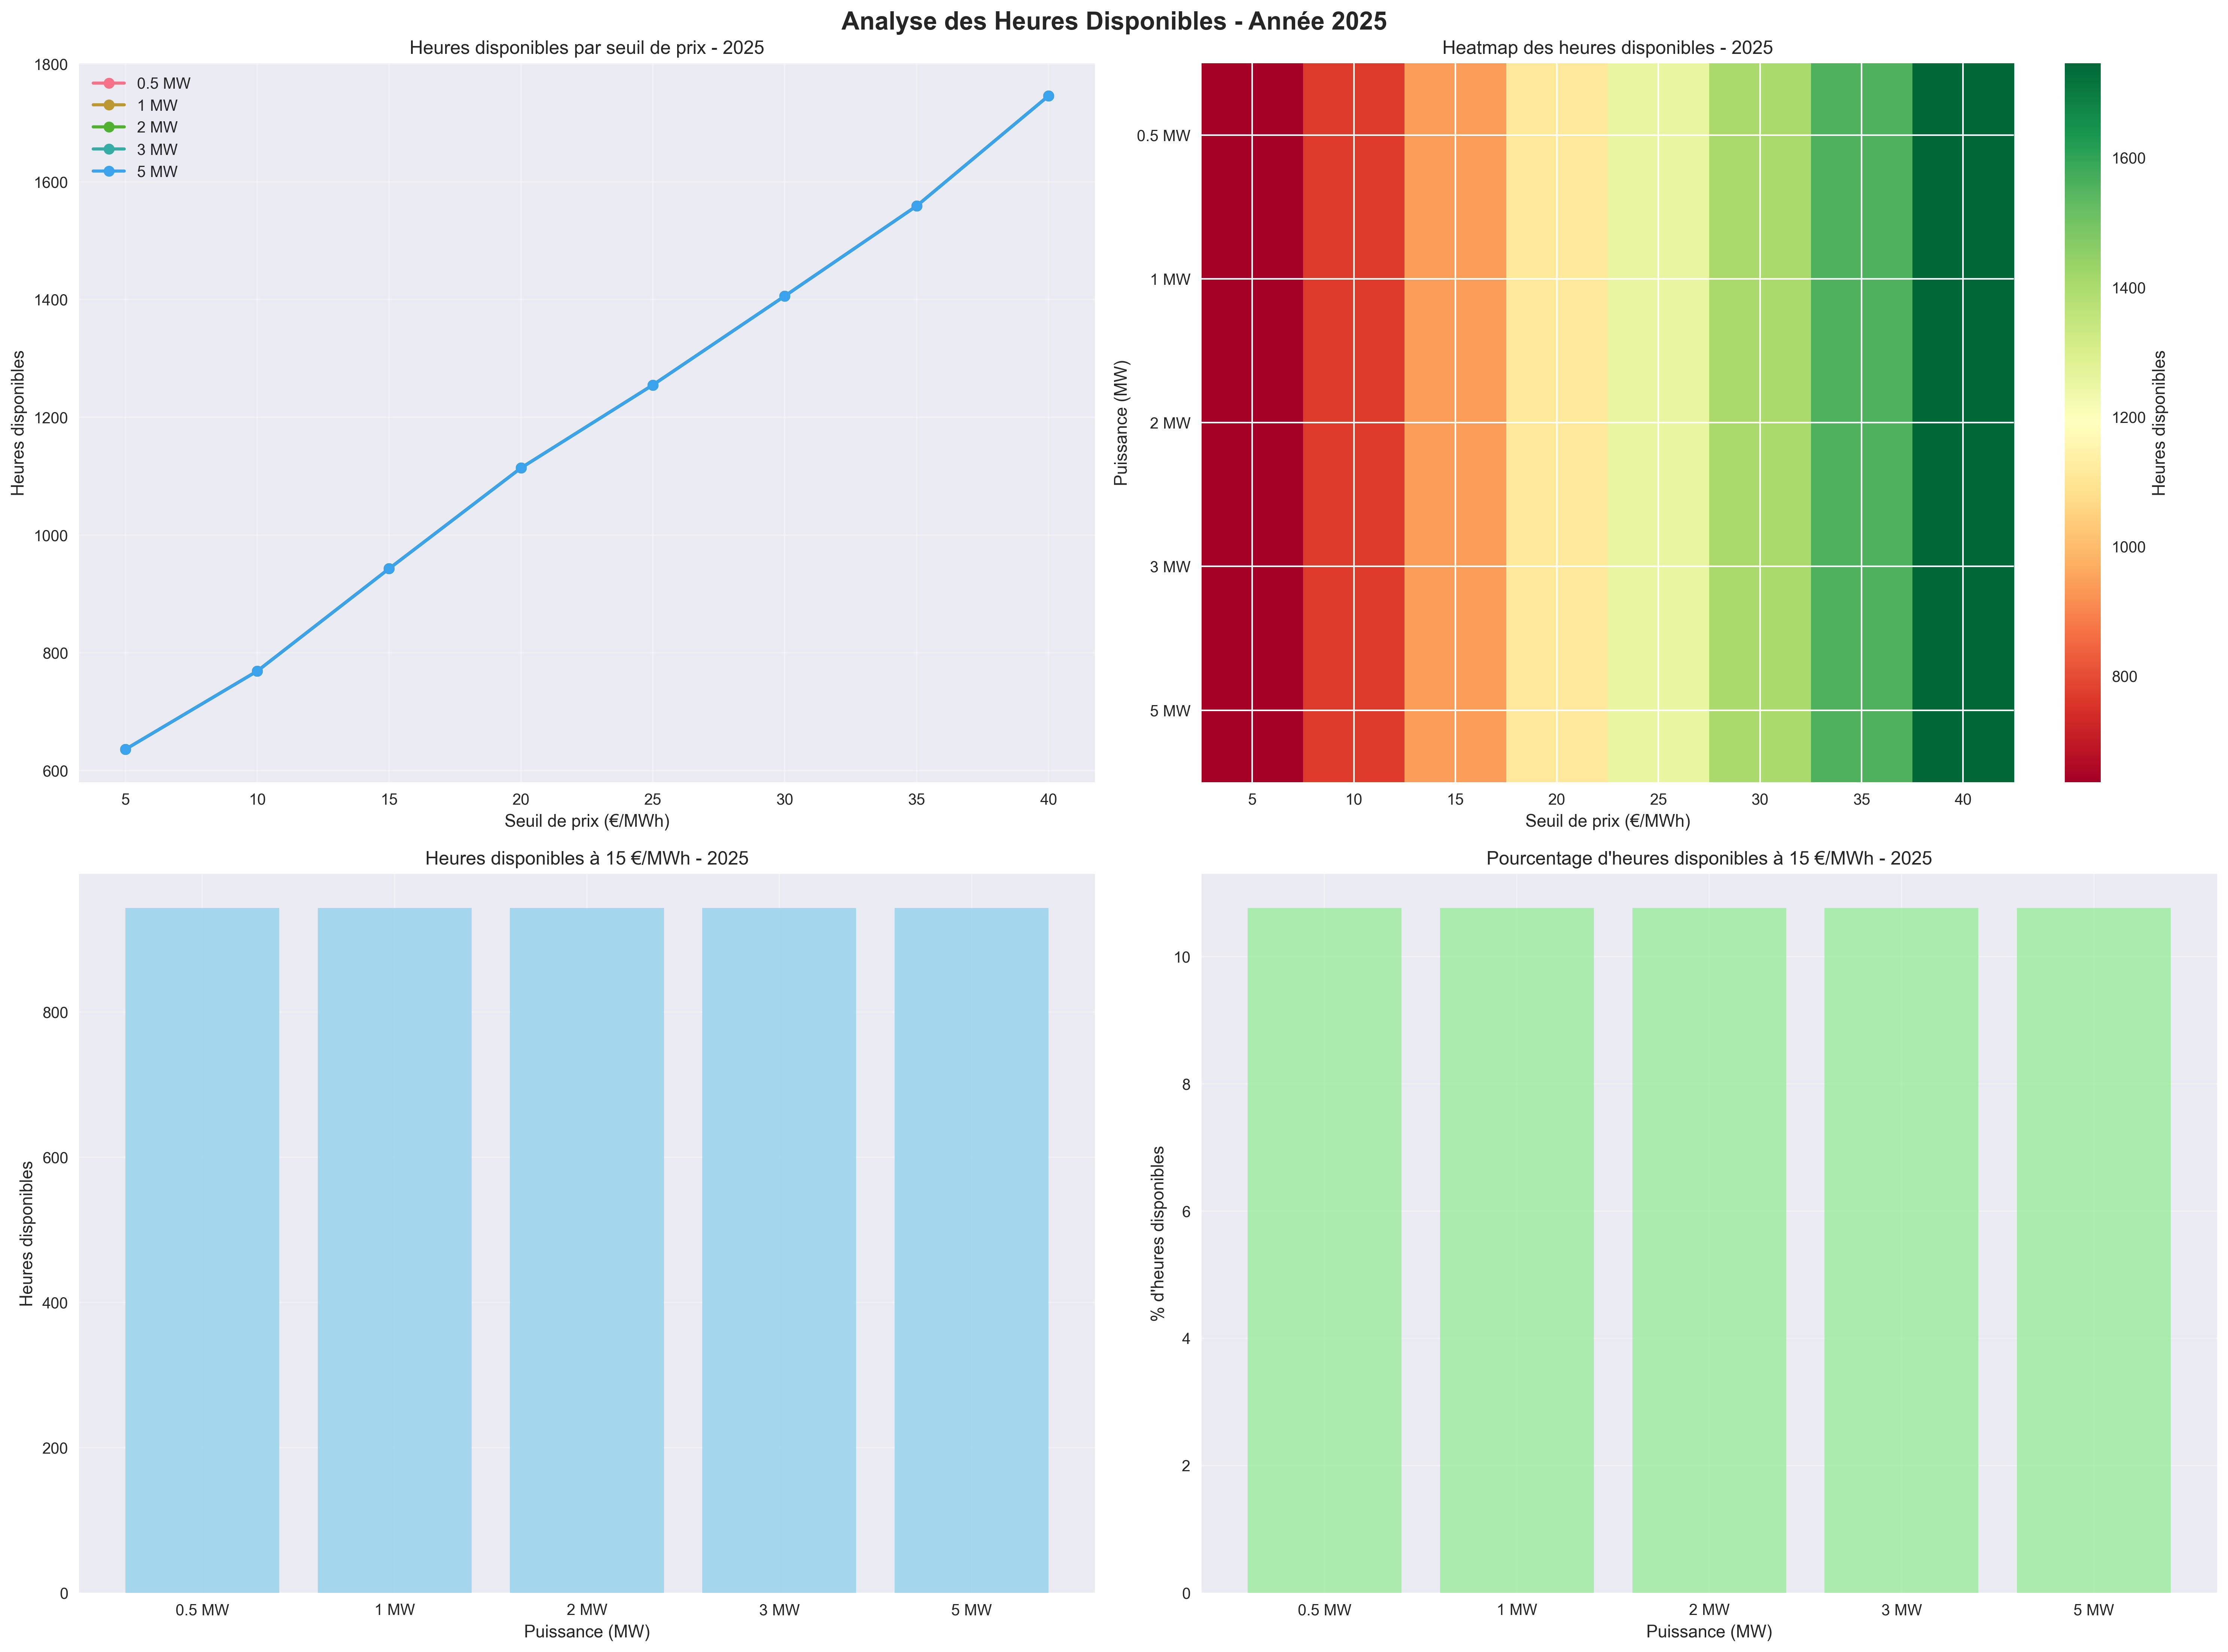 Analyse des Heures Disponibles - Année 2025
Heures disponibles par seuil de prix - 2025
1800
1600
1400
1200
1000
800
600
Heures disponibles
0.5 MW
1 MW
2 MW
3 MW
5 MW
5 10 15 20 25 30 35 40
Seuil de prix (€/MWh)
Heatmap des heures disponibles - 2025
Puissance (MW)
0.5 MW
1 MW
2 MW
3 MW
5 MW
5 10 15 20 25 30 35 40
Seuil de prix (€/MWh)
1600
1400
1200
1000
800
Heures disponibles
Heures disponibles à 15 €/MWh - 2025
800
600
400
200
0
Heures disponibles
0.5 MW 1 MW 2 MW 3 MW 5 MW
Puissance (MW)
Pourcentage d'heures disponibles à 15 €/MWh - 2025
10
8
6
4
2
0
% d'heures disponibles
0.5 MW 1 MW 2 MW 3 MW 5 MW
Puissance (MW)